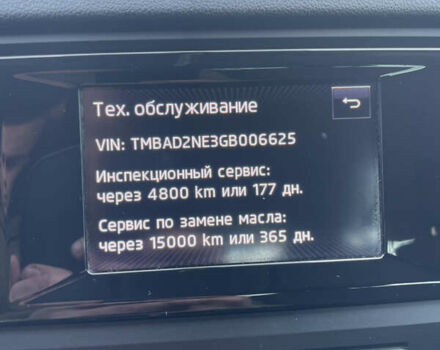 Тех. обслуживание
VIN: TMBAD2NE3GB006625
Инспекционный сервис:
через 4800 km или 177 дн.
Сервис по замене масла:
через 15000 km или 365 дн.